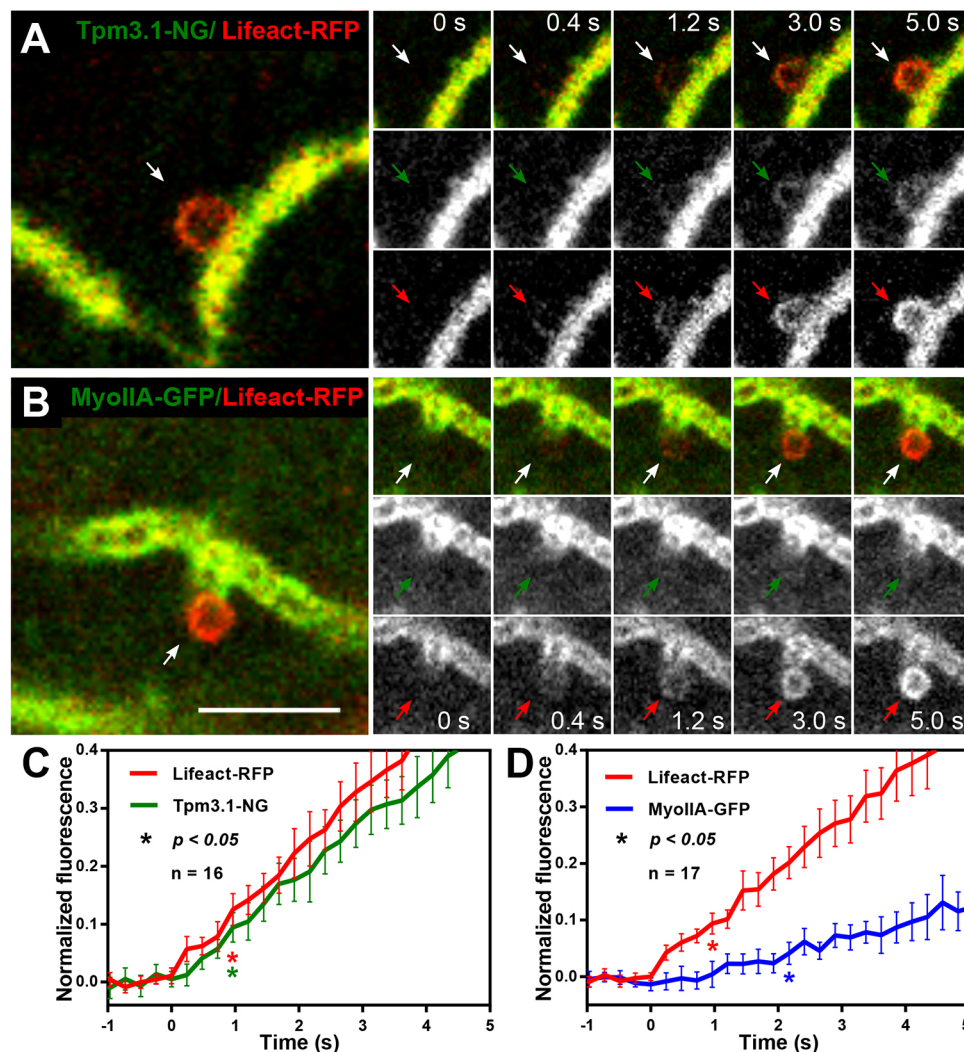 A Tpm3.1-NG/ Lifeact-RFP
0 s 0.4 s 1.2 s 3.0 s 5.0 s
B MyoIIA-GFP/Lifeact-RFP
0 s 0.4 s 1.2 s 3.0 s 5.0 s
C
Normalized fluorescence
0.4
0.3
0.2
0.1
0.0
Lifeact-RFP
Tpm3.1-NG
* p < 0.05
n = 16
*
*
-1 0 1 2 3 4 5
Time (s)
D
Normalized fluorescence
0.4
0.3
0.2
0.1
0.0
Lifeact-RFP
MyoIIA-GFP
* p < 0.05
n = 17
*
*
-1 0 1 2 3 4 5
Time (s)